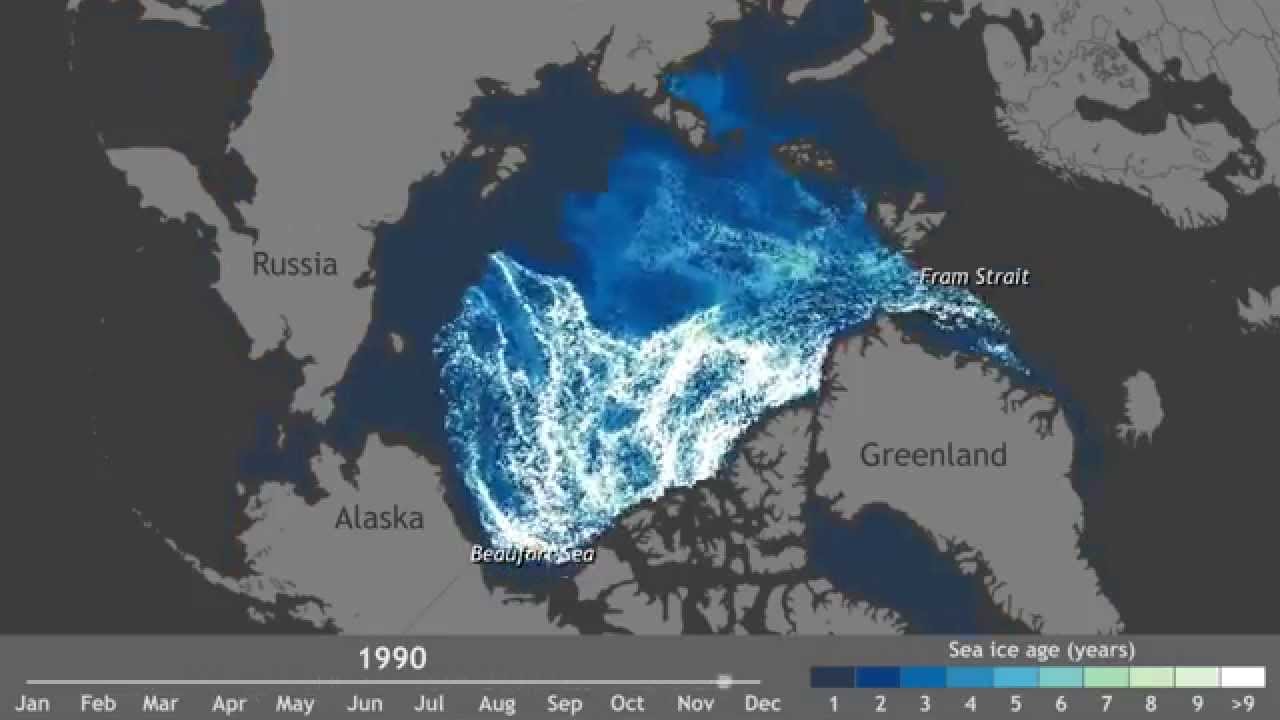 Russia
Fram Strait
Greenland
Alaska
Beaufort Sea
1990
Jan Feb Mar Apr May Jun Jul Aug Sep Oct Nov Dec
Sea ice age (years)
1 2 3 4 5 6 7 8 9 >9